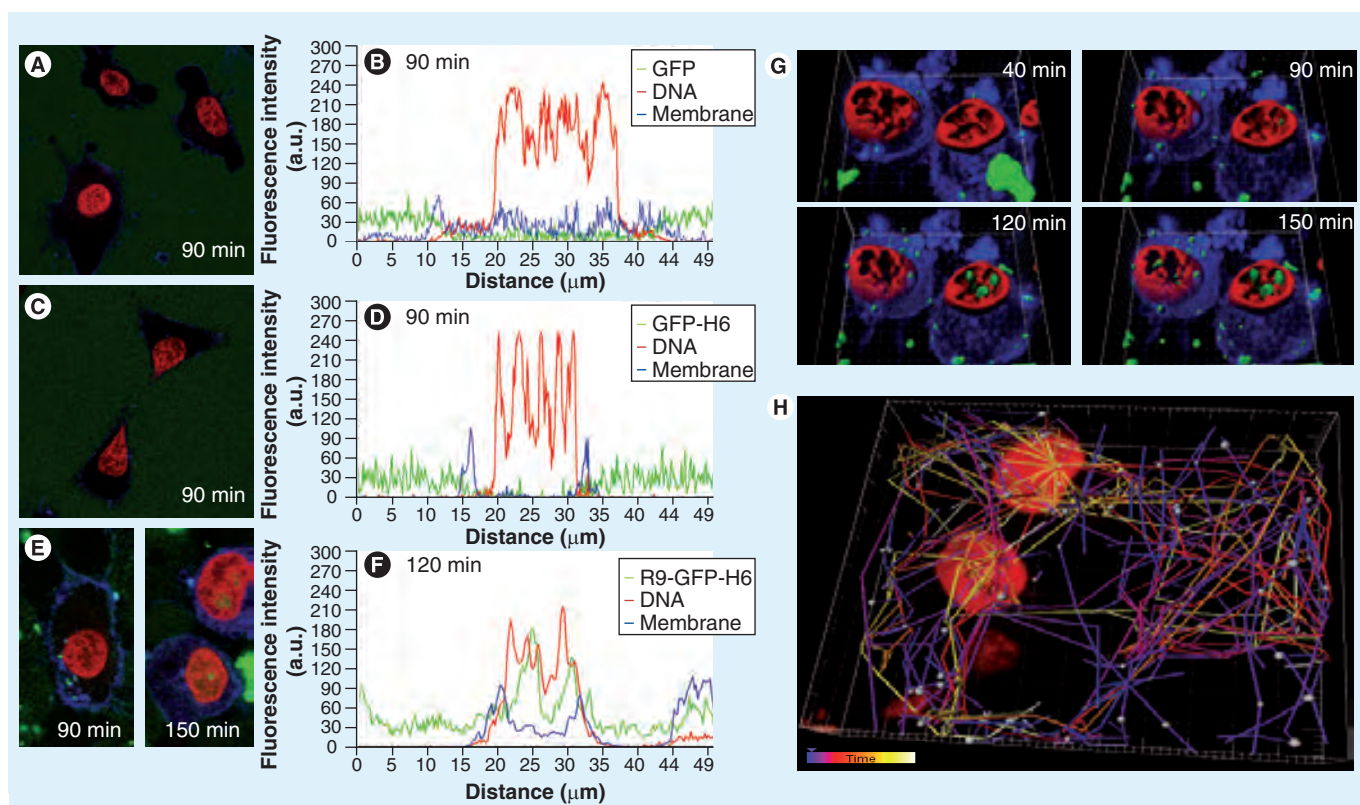 A
90 min
Fluorescence intensity
(a.u.)
300
270
240
210
180
150
120
90
60
30
0
B 90 min
GFP
DNA
Membrane
0 5 10 15 20 25 30 35 38 44 49
Distance (μm)
C
90 min
Fluorescence intensity
(a.u.)
300
270
240
210
180
150
120
90
60
30
0
D 90 min
GFP-H6
DNA
Membrane
0 5 10 15 20 25 30 35 38 44 49
Distance (μm)
E
90 min
150 min
Fluorescence intensity
(a.u.)
300
270
240
210
180
150
120
90
60
30
0
F 120 min
R9-GFP-H6
DNA
Membrane
0 5 10 15 20 25 30 35 38 44 49
Distance (μm)
G
40 min
90 min
120 min
150 min
H
Time